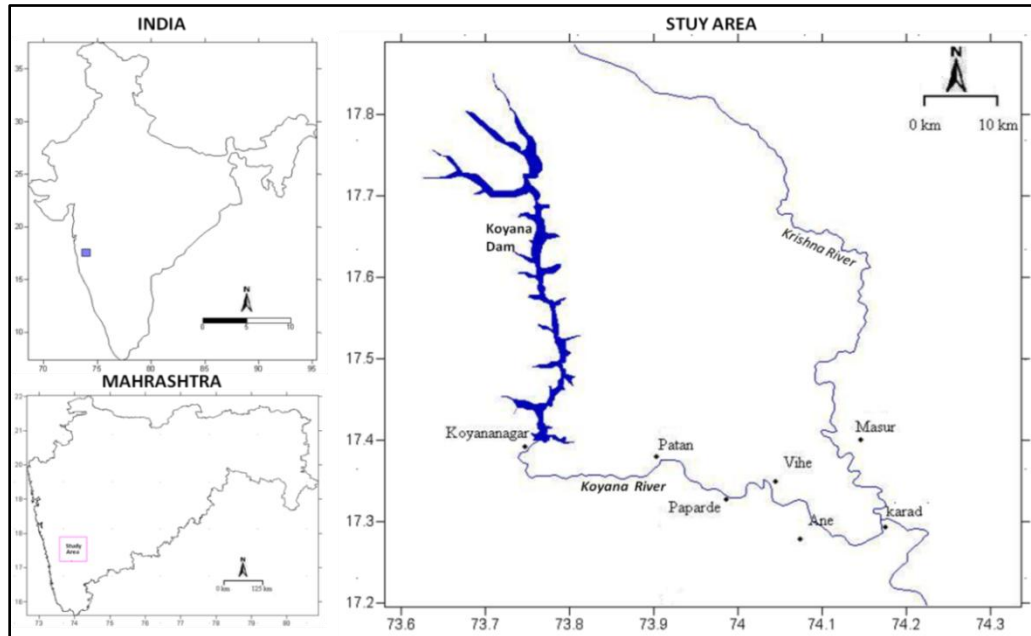 INDIA
35
30
25
20
15
10
70
75
80
85
90
95
N
0
5
10
MAHRASHTRA
22
21
20
19
18
17
16
73
74
75
76
77
78
79
80
Study
Area
N
0 km 125 km
STUY AREA
17.8
17.7
17.6
17.5
17.4
17.3
17.2
73.6
73.7
73.8
73.9
74
74.1
74.2
74.3
N
0 km 10 km
Koyana
Dam
Krishna River
Koyananagar
Koyana River
Patan
Paparde
Vihe
Ane
Masur
karad